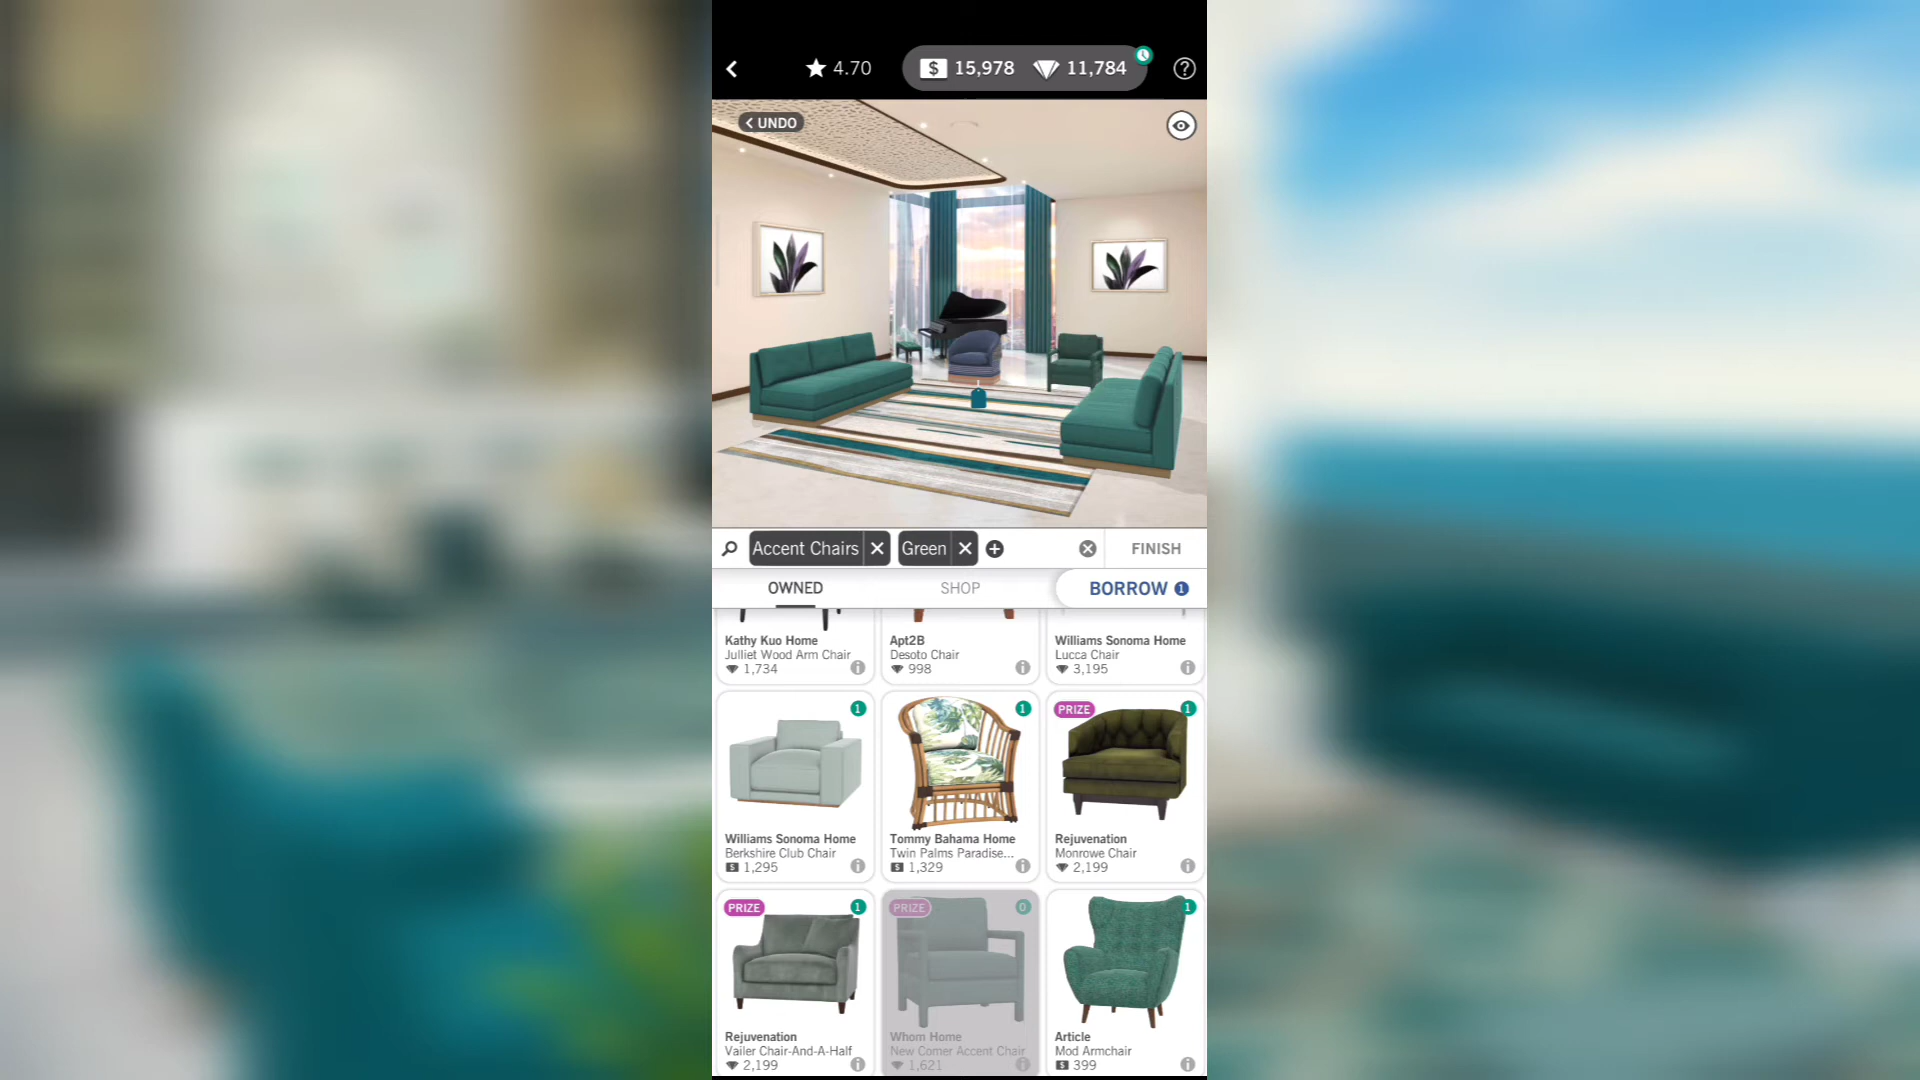 4.70
$ 15,978
11,784
?
< UNDO
Accent Chairs
Green
FINISH
OWNED
SHOP
BORROW 1
Kathy Kuo Home
Julliet Wood Arm Chair
1,734
Apt2B
Desoto Chair
998
Williams Sonoma Home
Lucca Chair
3,195
1
Williams Sonoma Home
Berkshire Club Chair
$ 1,295
1
Tommy Bahama Home
Twin Palms Paradise...
$ 1,329
PRIZE
1
Rejuvenation
Monrowe Chair
2,199
PRIZE
1
Rejuvenation
Vailer Chair-And-A-Half
2,199
PRIZE
0
Whom Home
New Comer Accent Chair
1,621
1
Article
Mod Armchair
$ 399